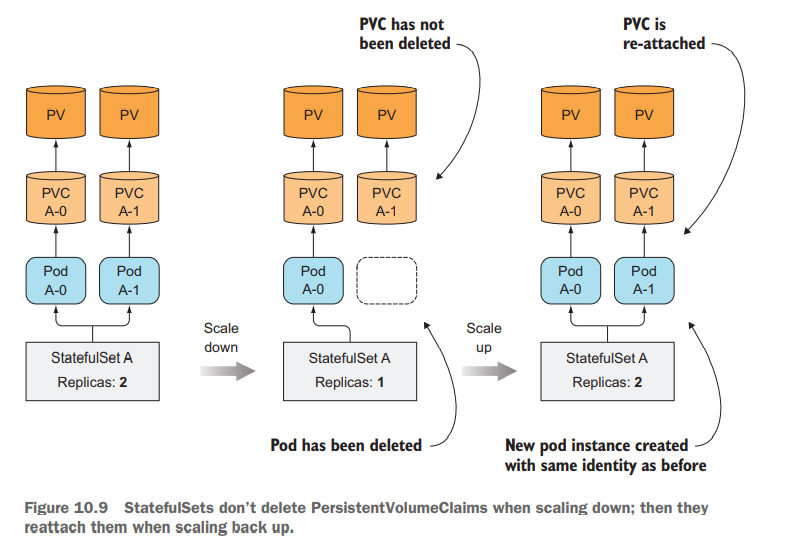 PVC has not
been deleted
PVC is
re-attached
PV
PV
PV
PV
PV
PV
PVC
A-0
PVC
A-1
PVC
A-0
PVC
A-1
PVC
A-0
PVC
A-1
Pod
A-0
Pod
A-1
Pod
A-0
Pod
A-0
Pod
A-1
StatefulSet A
Replicas: 2
Scale
down
StatefulSet A
Replicas: 1
Scale
up
StatefulSet A
Replicas: 2
Pod has been deleted
New pod instance created
with same identity as before
Figure 10.9 StatefulSets don't delete PersistentVolumeClaims when scaling down; then they
reattach them when scaling back up.